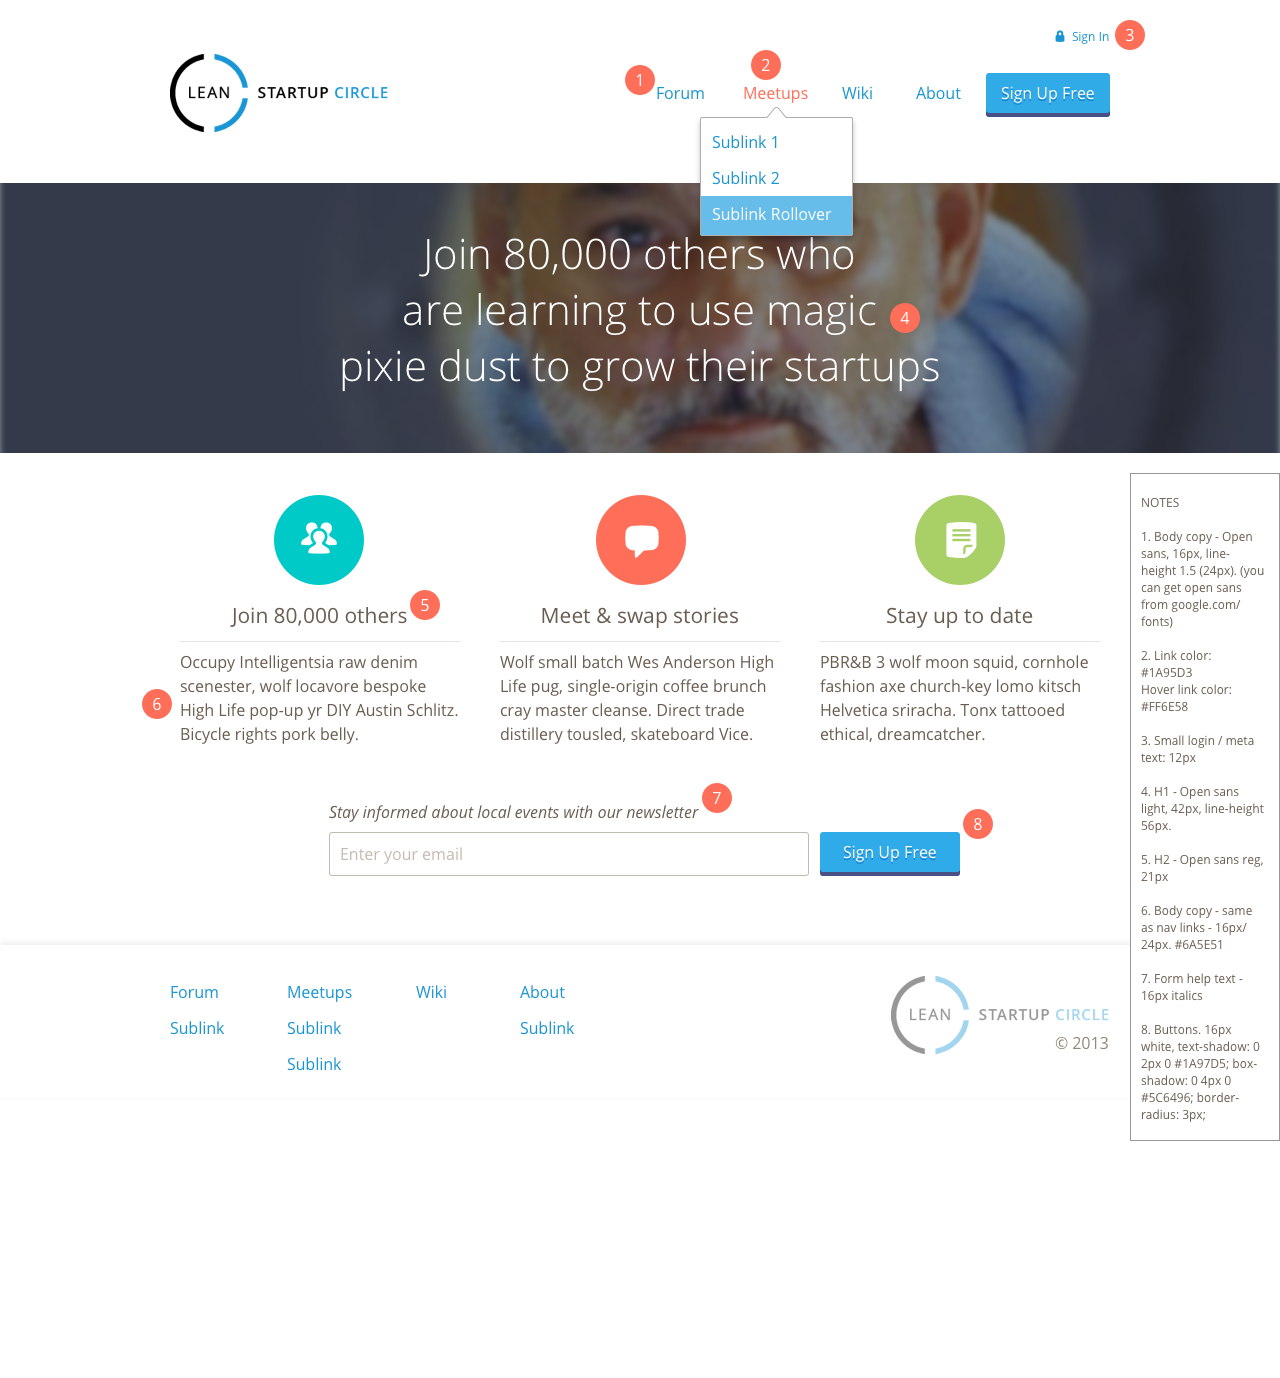 Sign In 3
LEAN STARTUP CIRCLE
1 Forum
2
Meetups
Wiki
About
Sign Up Free
Sublink 1
Sublink 2
Sublink Rollover
Join 80,000 others who
are learning to use magic 4
pixie dust to grow their startups
Join 80,000 others 5
Occupy Intelligentsia raw denim
scenester, wolf locavore bespoke
6 High Life pop-up yr DIY Austin Schlitz.
Bicycle rights pork belly.
Meet & swap stories
Wolf small batch Wes Anderson High
Life pug, single-origin coffee brunch
cray master cleanse. Direct trade
distillery tousled, skateboard Vice.
Stay up to date
PBR&B 3 wolf moon squid, cornhole
fashion axe church-key lomo kitsch
Helvetica sriracha. Tonx tattooed
ethical, dreamcatcher.
Stay informed about local events with our newsletter 7
Enter your email
Sign Up Free 8
Forum
Sublink
Meetups
Sublink
Sublink
Wiki
About
Sublink
LEAN STARTUP CIRCLE
© 2013
NOTES
1. Body copy - Open
sans, 16px, line-
height 1.5 (24px). (you
can get open sans
from google.com/
fonts)
2. Link color:
#1A95D3
Hover link color:
#FF6E58
3. Small login / meta
text: 12px
4. H1 - Open sans
light, 42px, line-height
56px.
5. H2 - Open sans reg,
21px
6. Body copy - same
as nav links - 16px/
24px. #6A5E51
7. Form help text -
16px italics
8. Buttons. 16px
white, text-shadow: 0
2px 0 #1A97D5; box-
shadow: 0 4px 0
#5C6496; border-
radius: 3px;